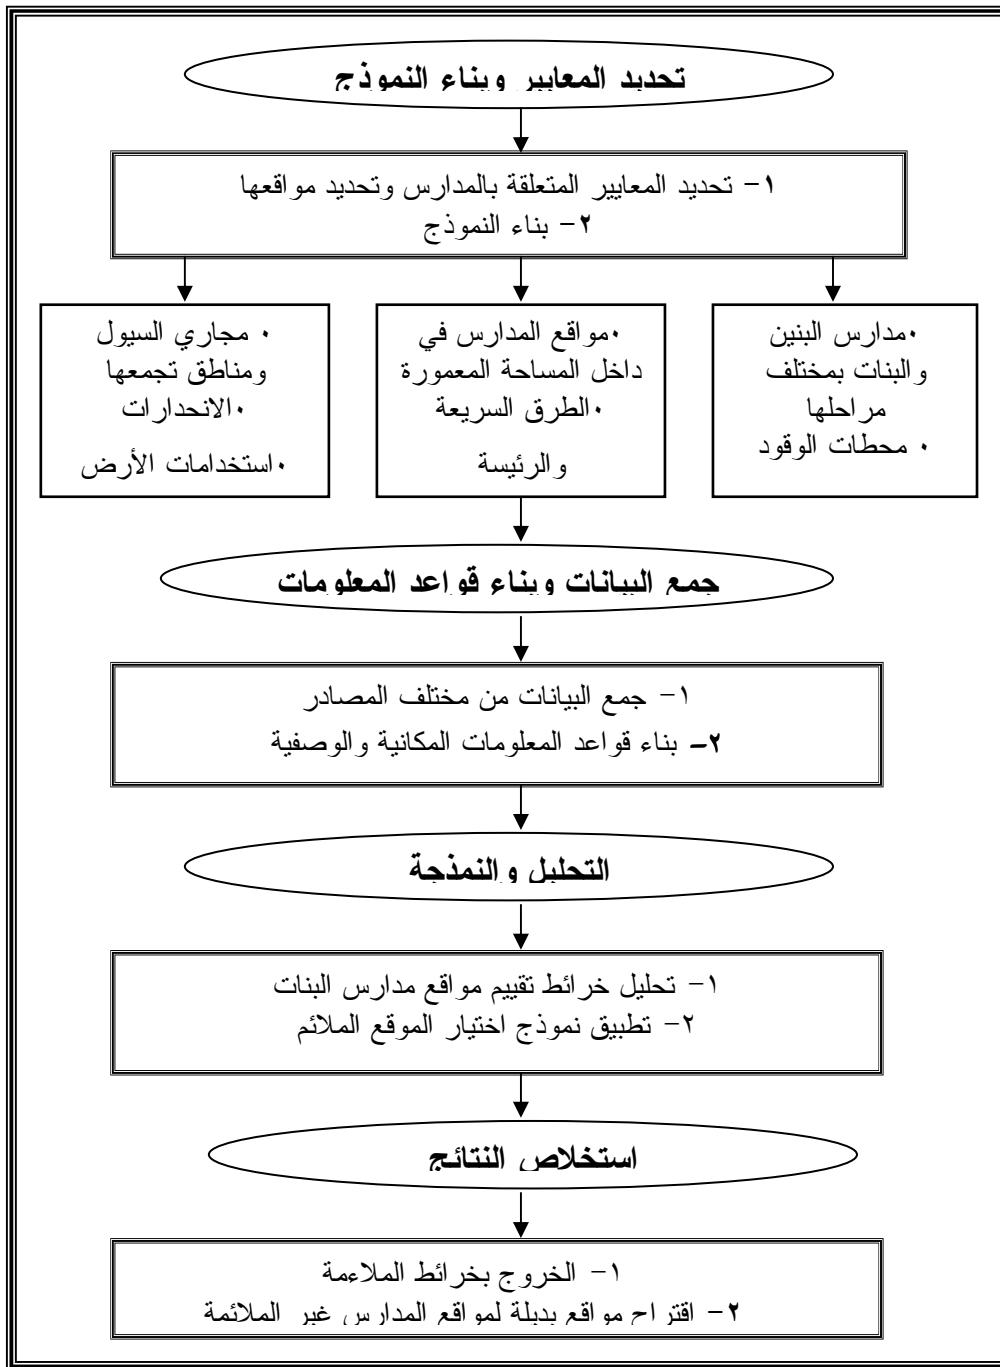 تحديد المعايير وبناء النموذج
١- تحديد المعايير المتعلقة بالمدارس وتحديد مواقعها
٢- بناء النموذج
•مدارس البنين
والبنات بمختلف
مراحلها
• محطات الوقود
•مواقع المدارس في
داخل المساحة المعمورة
•الطرق السريعة
والرئيسة
• مجاري السيول
ومناطق تجمعها
•الانحدارات
•استخدامات الأرض
جمع البيانات وبناء قواعد المعلومات
١- جمع البيانات من مختلف المصادر
٢- بناء قواعد المعلومات المكانية والوصفية
التحليل والنمذجة
١- تحليل خرائط تقييم مواقع مدارس البنات
٢- تطبيق نموذج اختيار الموقع الملائم
استخلاص النتائج
١- الخروج بخرائط الملاءمة
٢- اقتراح مواقع بديلة لمواقع المدارس غير الملائمة